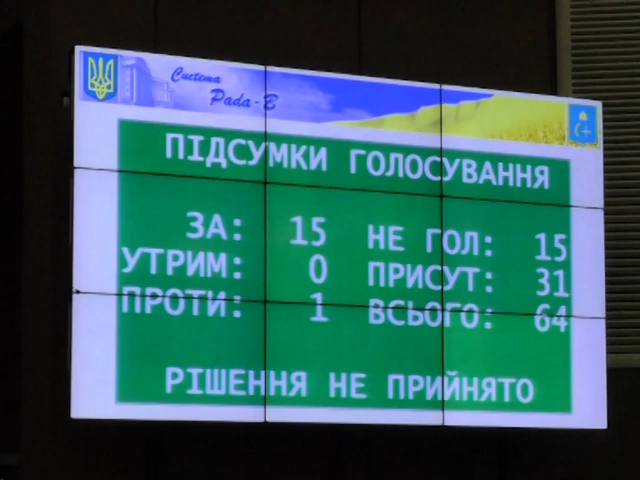 Система
Рада-В
ПІДСУМКИ ГОЛОСУВАННЯ
ЗА: 15 НЕ ГОЛ: 15
УТРИМ: 0 ПРИСУТ: 31
ПРОТИ: 1 ВСЬОГО: 64
РІШЕННЯ НЕ ПРИЙНЯТО